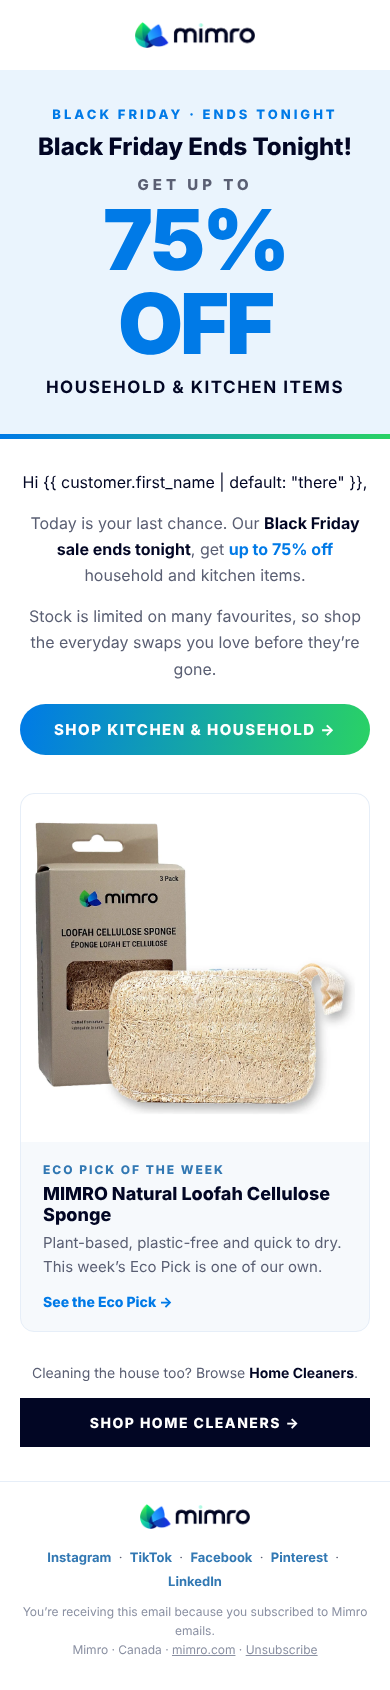 mimro
BLACK FRIDAY · ENDS TONIGHT
Black Friday Ends Tonight!
GET UP TO
75%
OFF
HOUSEHOLD & KITCHEN ITEMS
Hi {{ customer.first_name | default: "there" }},
Today is your last chance. Our Black Friday
sale ends tonight, get up to 75% off
household and kitchen items.
Stock is limited on many favourites, so shop
the everyday swaps you love before they’re
gone.
SHOP KITCHEN & HOUSEHOLD →
3 Pack
mimro
LOOFAH CELLULOSE SPONGE
ÉPONGE LOFAH ET CELLULOSE
ECO PICK OF THE WEEK
MIMRO Natural Loofah Cellulose
Sponge
Plant-based, plastic-free and quick to dry.
This week’s Eco Pick is one of our own.
See the Eco Pick →
Cleaning the house too? Browse Home Cleaners.
SHOP HOME CLEANERS →
mimro
Instagram · TikTok · Facebook · Pinterest ·
LinkedIn
You’re receiving this email because you subscribed to Mimro
emails.
Mimro · Canada · mimro.com · Unsubscribe